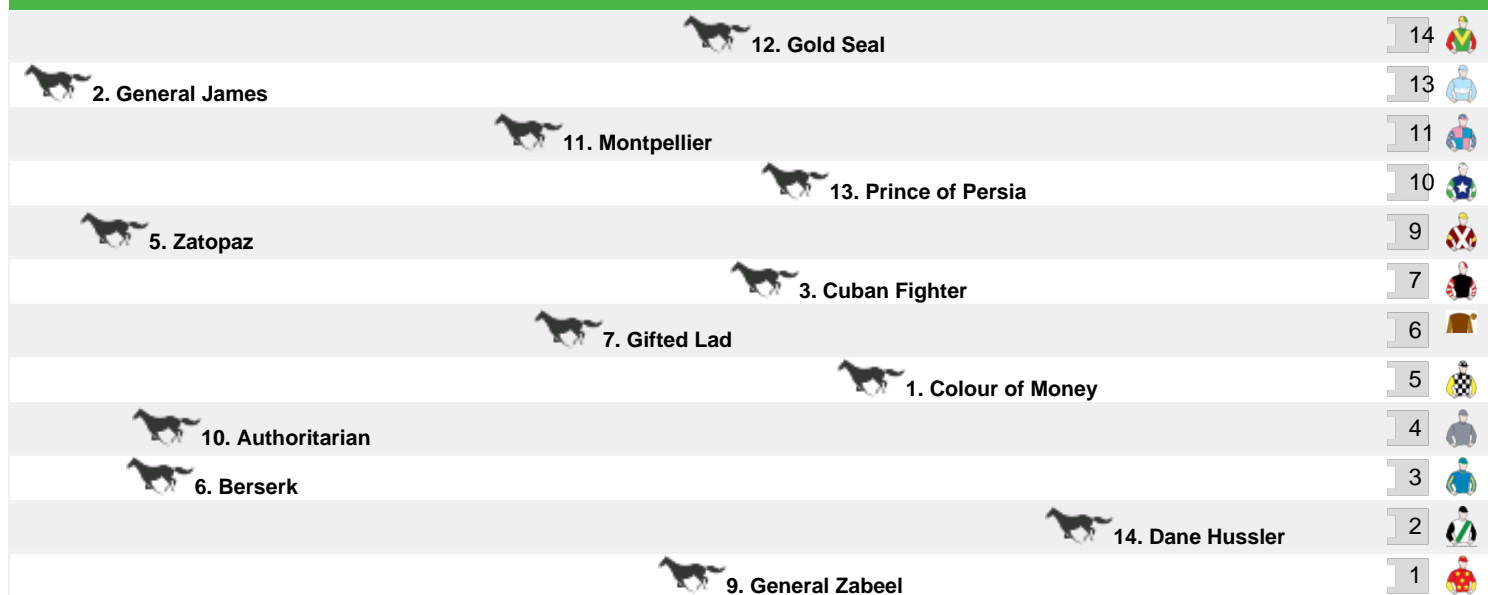 12. Gold Seal 14
2. General James 13
11. Montpellier 11
13. Prince of Persia 10
5. Zatopaz 9
3. Cuban Fighter 7
7. Gifted Lad 6
1. Colour of Money 5
10. Authoritarian 4
6. Berserk 3
14. Dane Hussler 2
9. General Zabeel 1